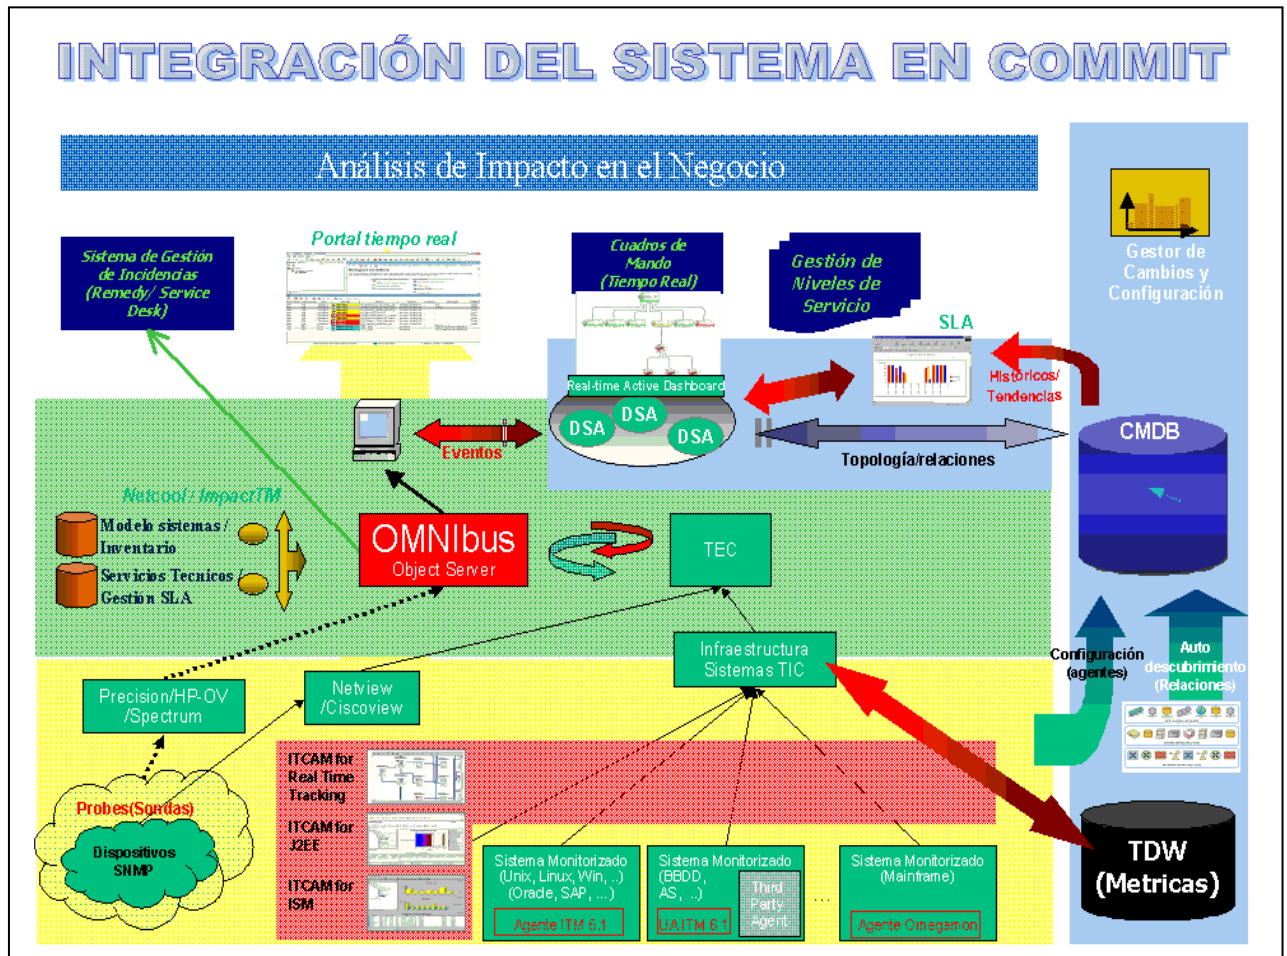 INTEGRACIÓN DEL SISTEMA EN COMMIT
Análisis de Impacto en el Negocio
Sistema de Gestión
de Incidencias
(Remedy/ Service
Desk)
Portal tiempo real
Cuadros de
Mando
(Tiempo Real)
Gestión de
Niveles de
Servicio
SLA
Gestor de
Cambios y
Configuración
Históricos/
Tendencias
Real-time Active Dashboard
DSA
DSA
DSA
Eventos
Topología/relaciones
CMDB
Netcool / ImpactTM
Modelo sistemas /
Inventario
Servicios Tecnicos /
Gestión SLA
OMNIbus
Object Server
TEC
Infraestructura
Sistemas TIC
Configuración
(agentes)
Auto
descubrimiento
(Relaciones)
Precision/HP-OV
/Spectrum
Netview
/Ciscoview
ITCAM for
Real Time
Tracking
ITCAM for
J2EE
ITCAM for
ISM
Probes(Sondas)
Dispositivos
SNMP
Sistema Monitorizado
(Unix, Linux, Win, ..)
(Oracle, SAP, ... )
Agente ITM 6.1
Sistema Monitorizado
(BBDD,
AS, ..)
UA ITM 6.1
Third
Party
Agent
...
Sistema Monitorizado
(Mainframe)
Agente Omegamon
TDW
(Metricas)